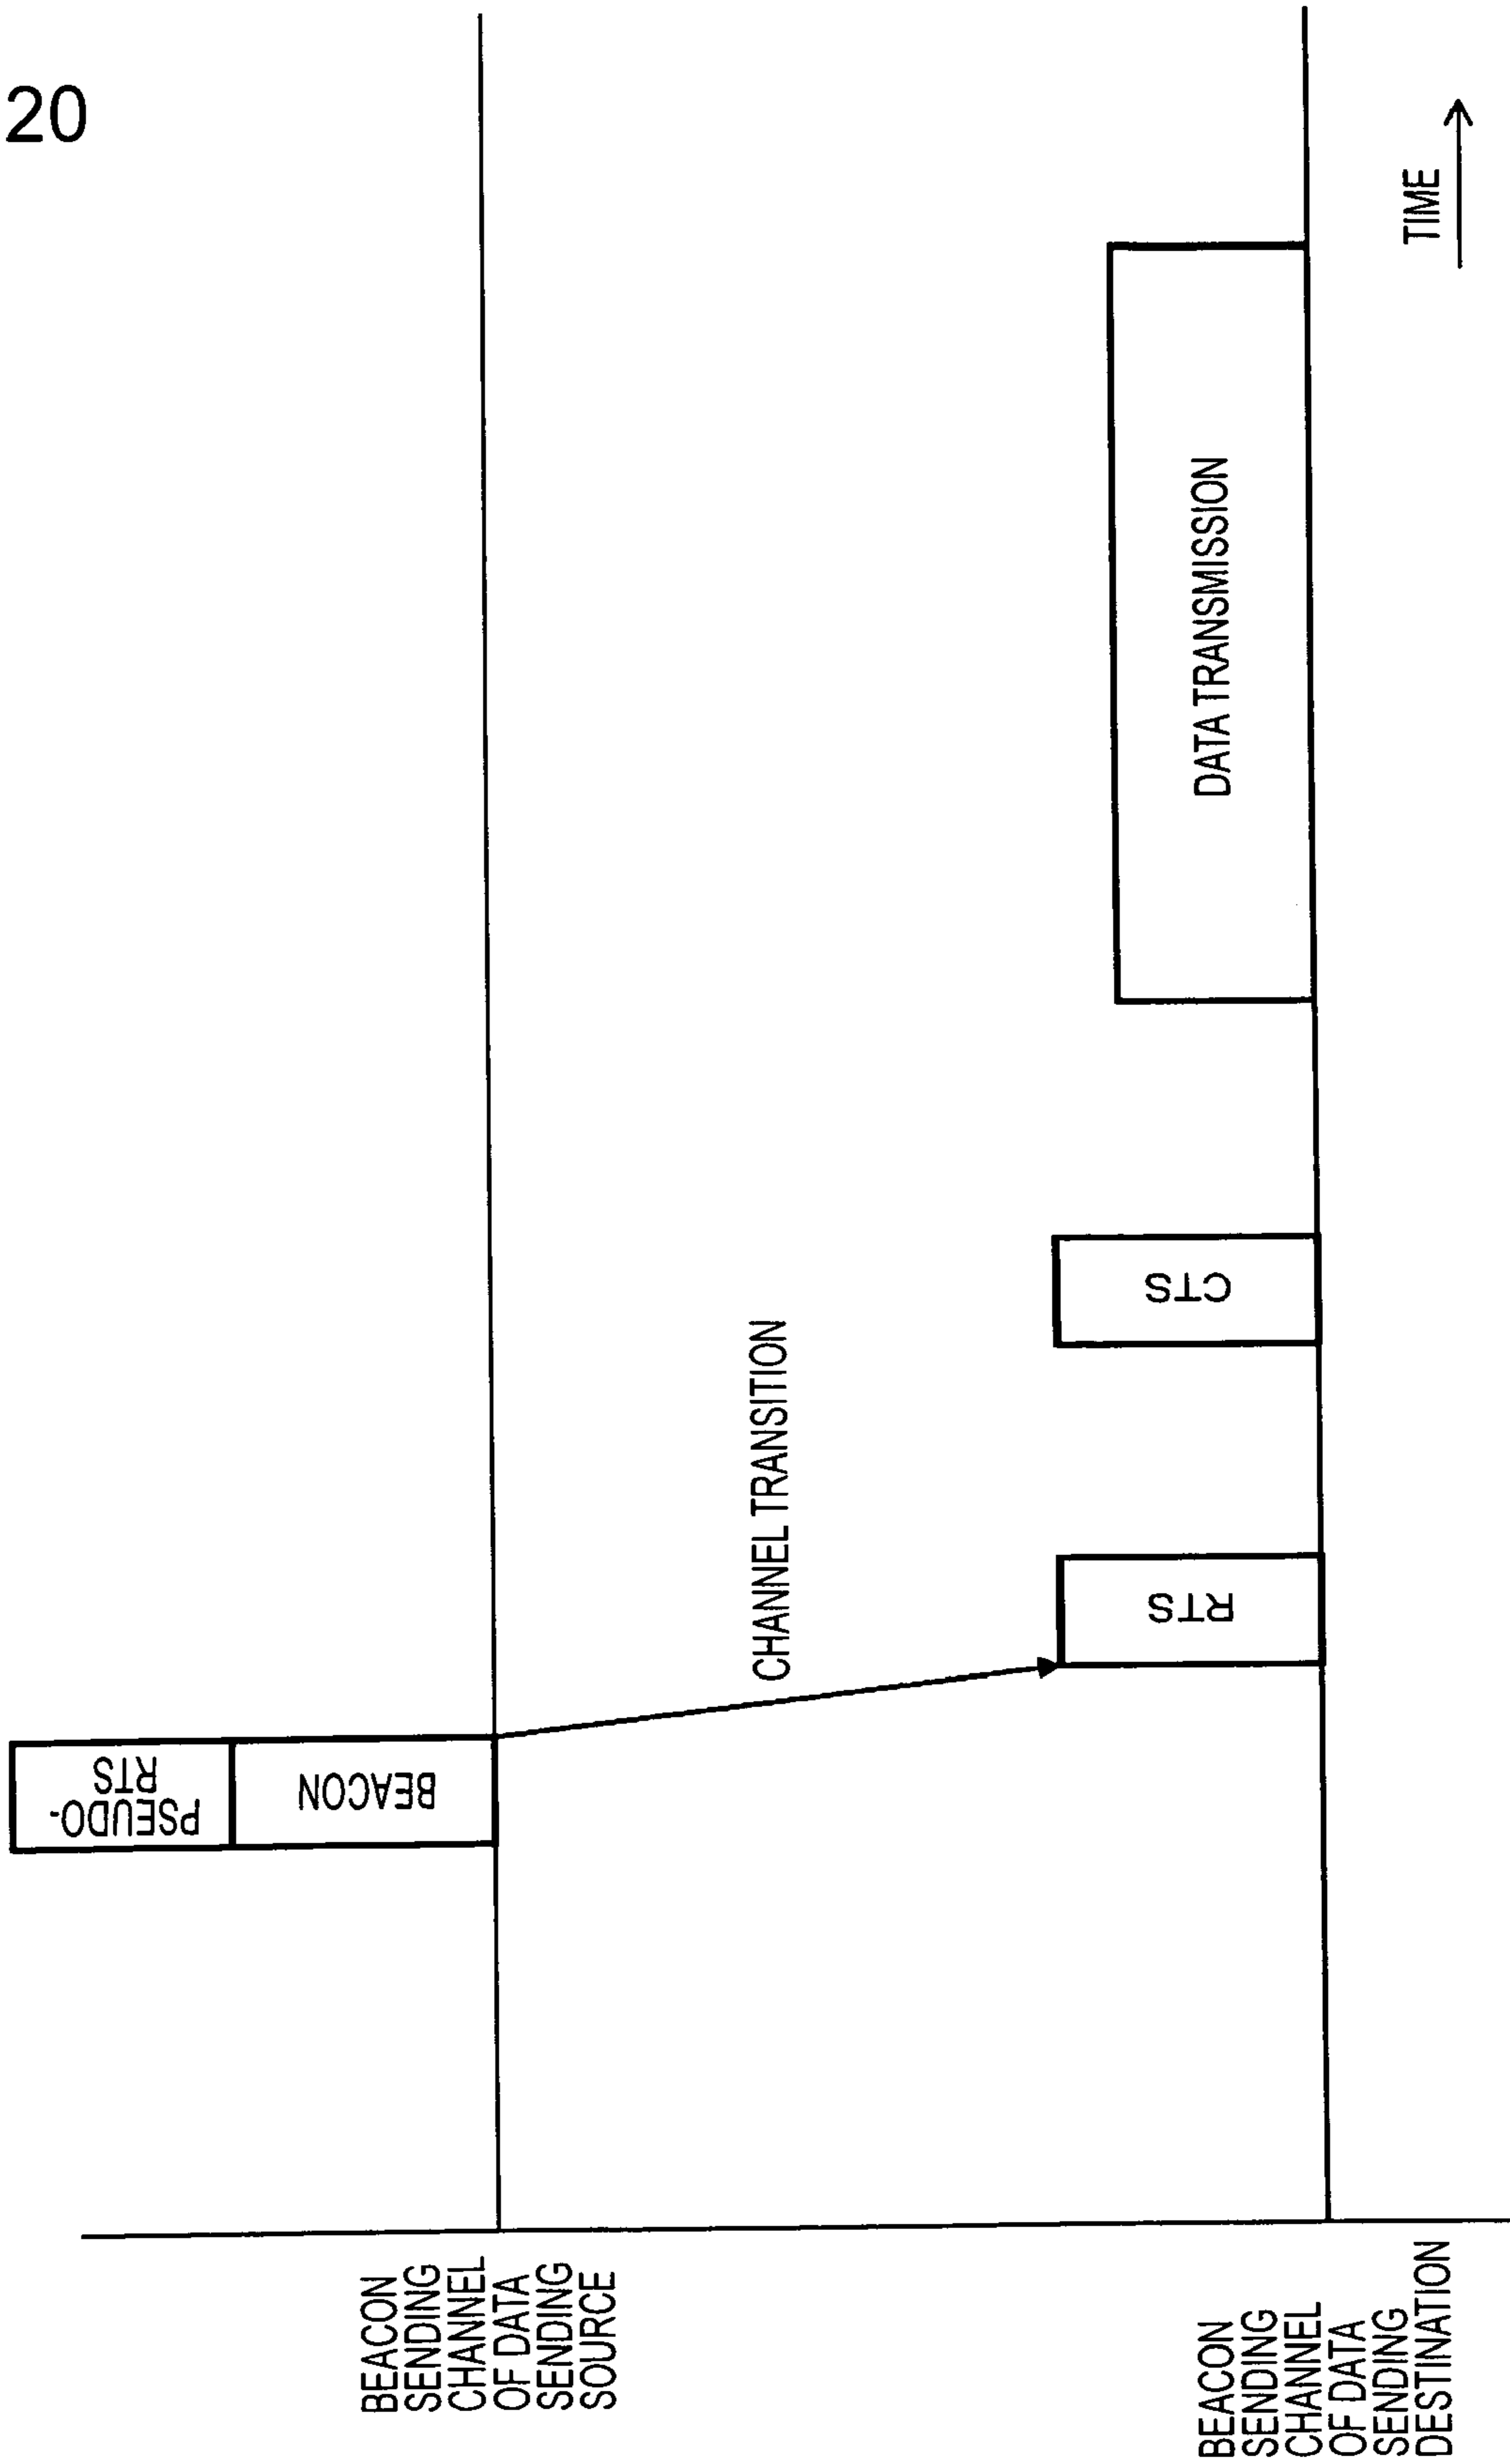 20
BEACON
SENDING
CHANNEL
OF DATA
SENDING
SOURCE
PSEUDO-
RTS
BEACON
CHANNEL TRANSITION
RTS
CTS
DATA TRANSMISSION
BEACON
SENDING
CHANNEL
OF DATA
SENDING
DESTINATION
TIME